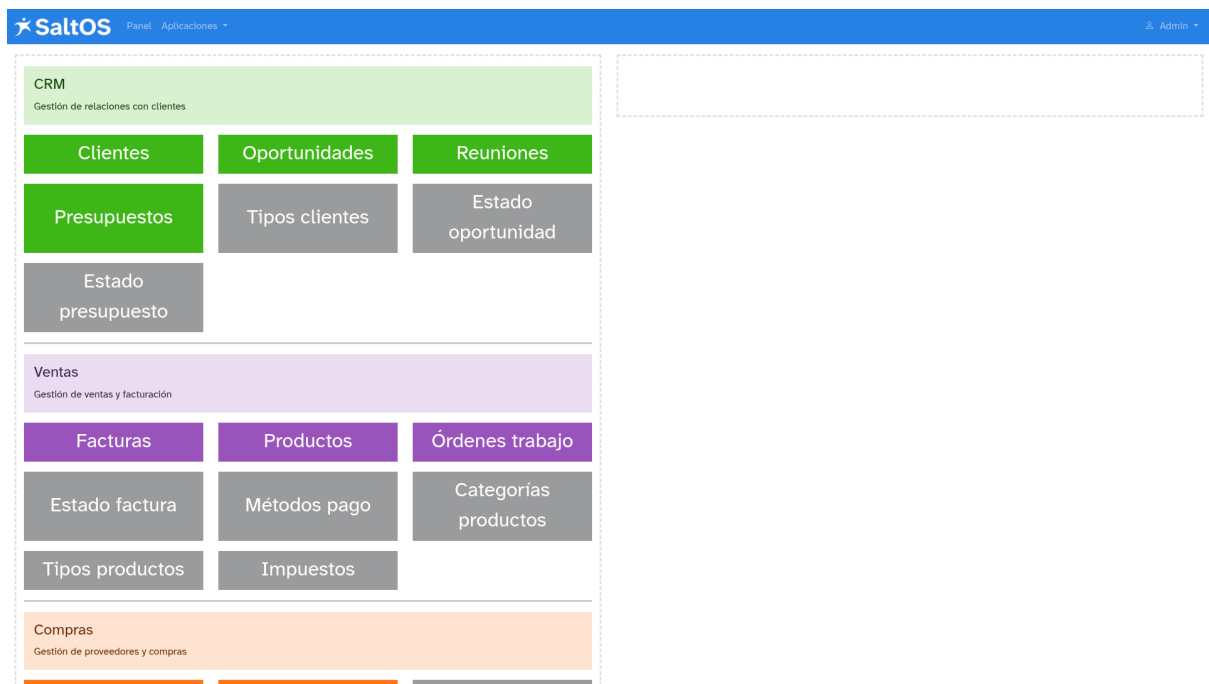 SaltOS Panel Aplicaciones Admin
CRM
Gestión de relaciones con clientes
Clientes Oportunidades Reuniones
Presupuestos Tipos clientes Estado
oportunidad
Estado
presupuesto
Ventas
Gestión de ventas y facturación
Facturas Productos Órdenes trabajo
Estado factura Métodos pago Categorías
productos
Tipos productos Impuestos
Compras
Gestión de proveedores y compras